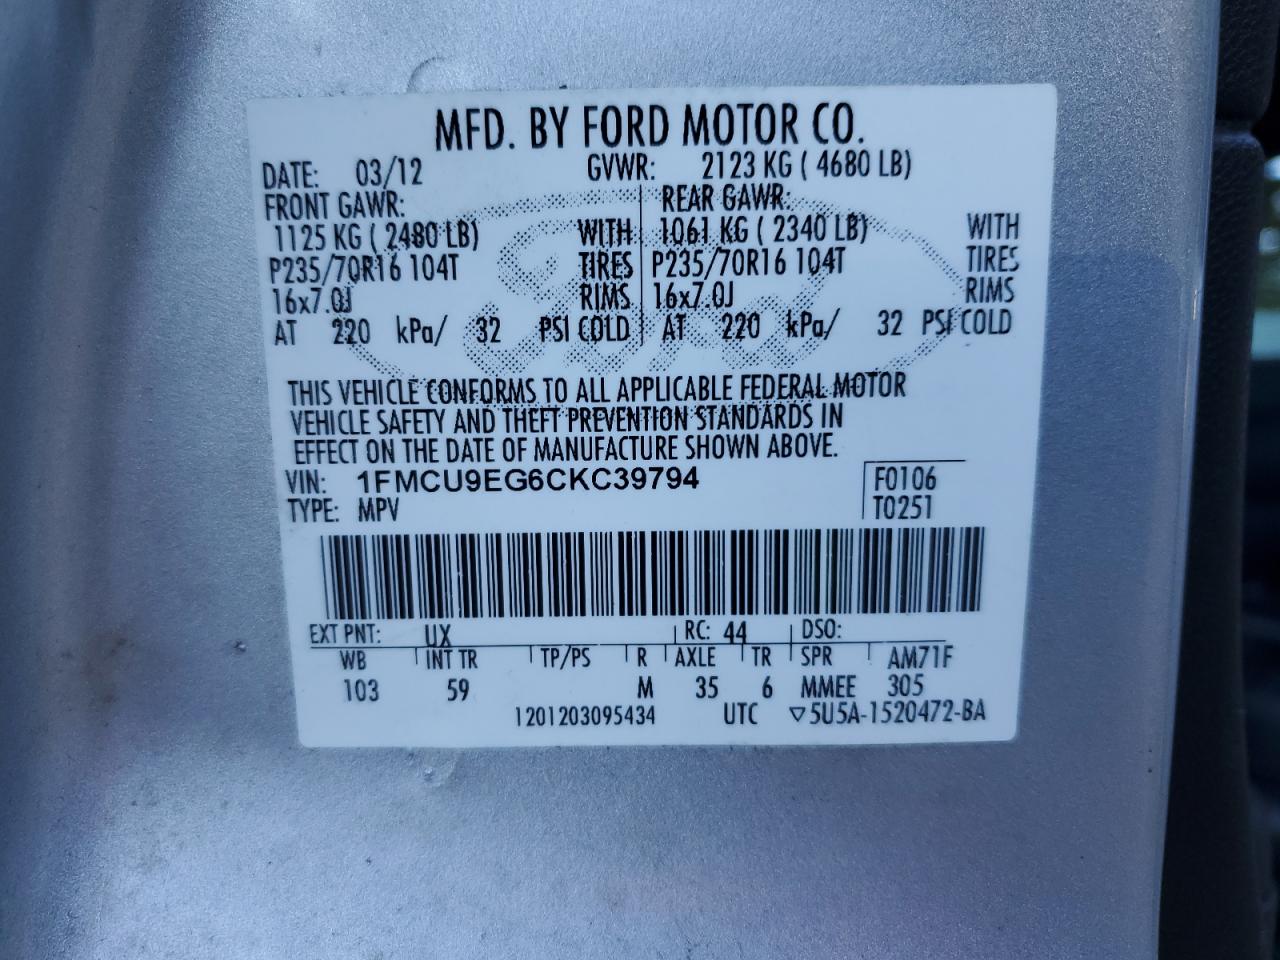 MFD. BY FORD MOTOR CO.
DATE: 03/12 GVWR: 2123 KG ( 4680 LB)
FRONT GAWR: REAR GAWR:
1125 KG ( 2480 LB) WITH 1061 KG ( 2340 LB) WITH
P235/70R16 104T TIRES P235/70R16 104T TIRES
16x7.0J RIMS 16x7.0J RIMS
AT 220 kPa/ 32 PSI COLD AT 220 kPa/ 32 PSI COLD
Ford
THIS VEHICLE CONFORMS TO ALL APPLICABLE FEDERAL MOTOR
VEHICLE SAFETY AND THEFT PREVENTION STANDARDS IN
EFFECT ON THE DATE OF MANUFACTURE SHOWN ABOVE.
VIN: 1FMCU9EG6CKC39794 F0106
TYPE: MPV T0251
EXT PNT: UX RC: 44 DSO:
WB INT TR TP/PS R AXLE TR SPR AM71F
103 59 M 35 6 MMEE 305
1201203095434 UTC ▽5U5A-1520472-BA